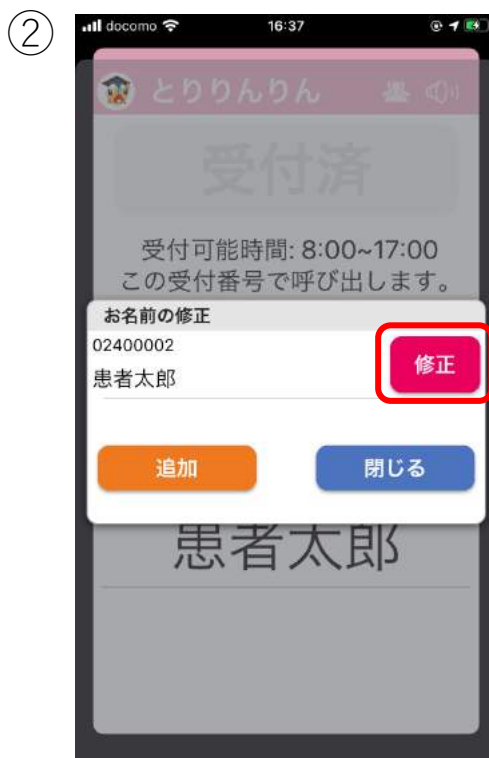 ②
docomo 16:37
とりりんりん
受付済
受付可能時間: 8:00~17:00
この受付番号で呼び出します。
お名前の修正
02400002
患者太郎
修正
追加 閉じる
患者太郎